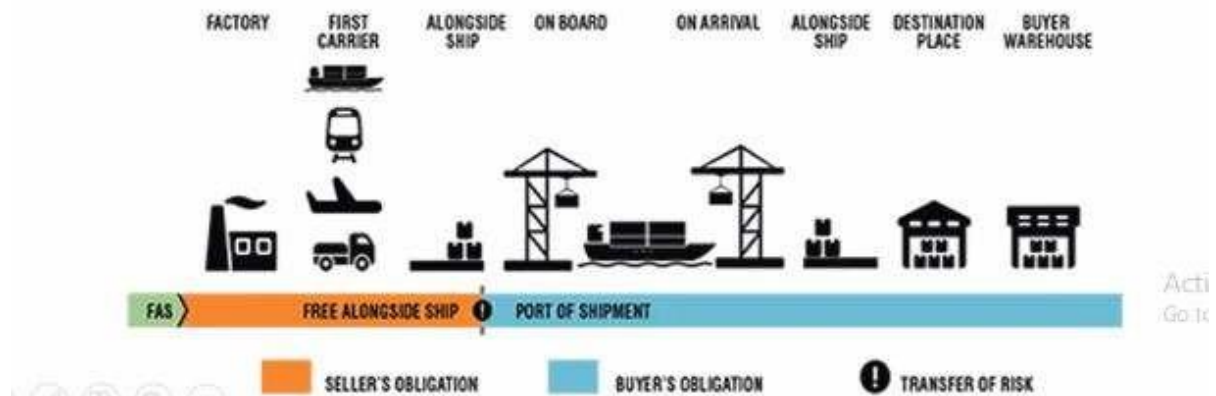 FACTORY
FIRST
CARRIER
ALONGSIDE
SHIP
ON BOARD
ON ARRIVAL
ALONGSIDE
SHIP
DESTINATION
PLACE
BUYER
WAREHOUSE
FAS
FREE ALONGSIDE SHIP
!
PORT OF SHIPMENT
Acti
Go to
SELLER'S OBLIGATION
BUYER'S OBLIGATION
!
TRANSFER OF RISK